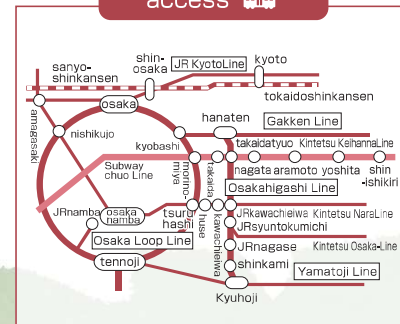 access
sanyo-
shinkansen
shin-
osaka
JR KyotoLine
kyoto
tokaidoshinkansen
osaka
amagasaki
nishikujo
hanaten
Gakken Line
kyobashi
takaidatyuo
Kintetsu KeihannaLine
Subway
chuo Line
morino-
miya
takaida
nagata
aramoto
yoshita
shin
-ishikiri
Osakahigashi Line
JRnamba
osaka
namba
tsuru
hashi
huse
kawachieiwa
JRkawachieiwa
Kintetsu NaraLine
JRsyuntokumichi
Osaka Loop Line
JRnagase
Kintetsu Osaka-Line
tennoji
shinkami
Yamatoji Line
Kyuhoji